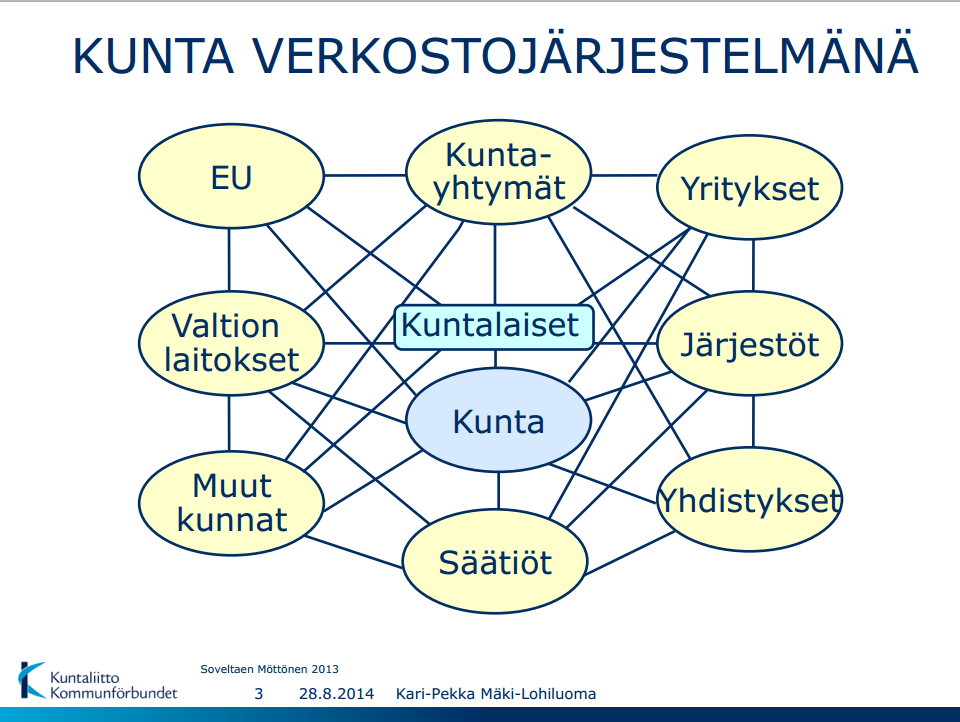 KUNTA VERKOSTOJÄRJESTELMÄNÄ
EU
Kunta-
yhtymät
Yritykset
Valtion
laitokset
Kuntalaiset
Järjestöt
Kunta
Muut
kunnat
Yhdistykset
Säätiöt
Soveltaen Möttönen 2013
Kuntaliitto
Kommunförbundet
3 28.8.2014 Kari-Pekka Mäki-Lohiluoma